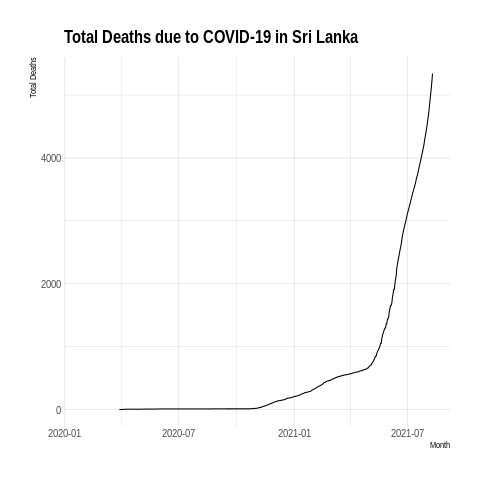 Total Deaths due to COVID-19 in Sri Lanka
Total Deaths
4000
2000
0
2020-01
2020-07
2021-01
2021-07
Month